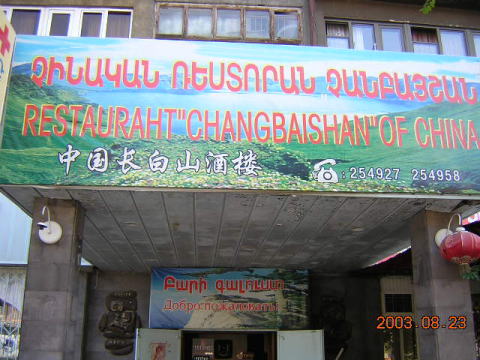 ՉԻՆԱԿԱՆ ՌԵՍՏՈՐԱՆ ՉԱՆԲԱՅՇԱՆ
RESTAURAHT"CHANGBAISHAN"OF CHINA
中国长白山酒楼
☎: 254927 254958
Բարի գալուստ
Добро пожаловать
2003.08.23